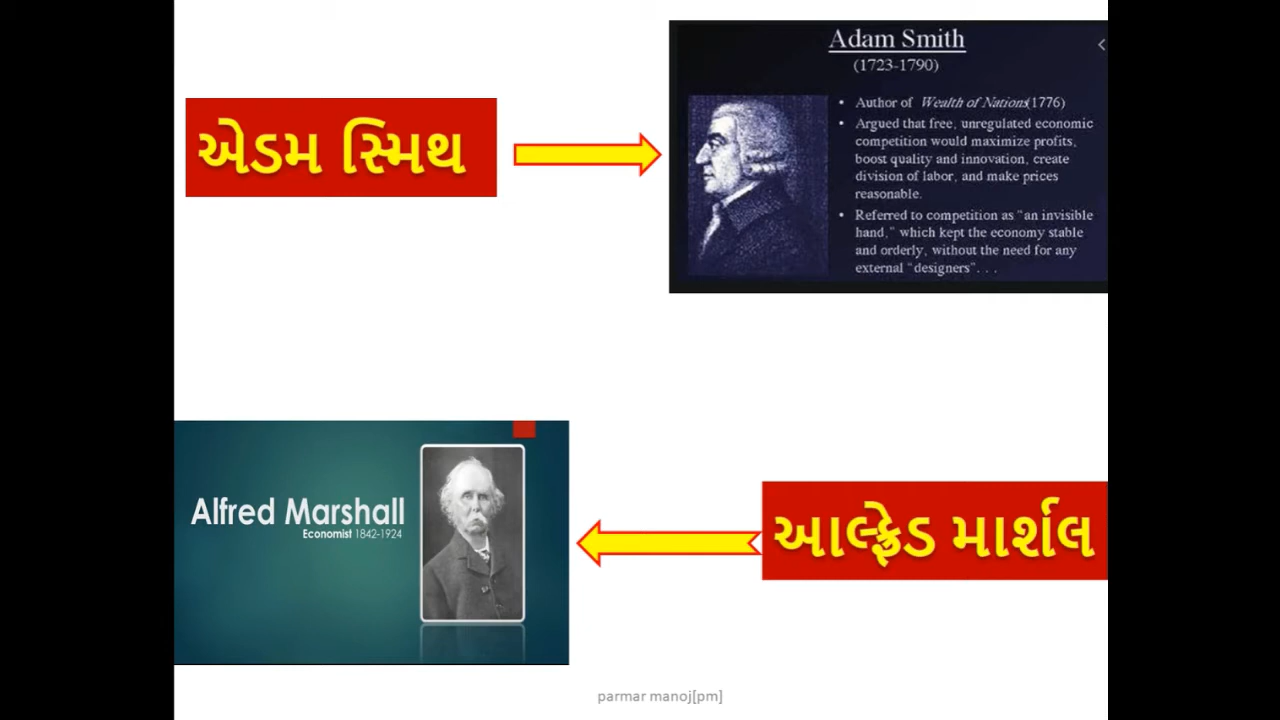 એડમ સ્મિથ
Adam Smith
(1723-1790)
• Author of Wealth of Nations(1776)
• Argued that free, unregulated economic
competition would maximize profits,
boost quality and innovation, create
division of labor, and make prices
reasonable.
• Referred to competition as "an invisible
hand," which kept the economy stable
and orderly, without the need for any
external "designers". . .
Alfred Marshall
Economist 1842-1924
આલ્ફ્રેડ માર્શલ
parmar manoj[pm]